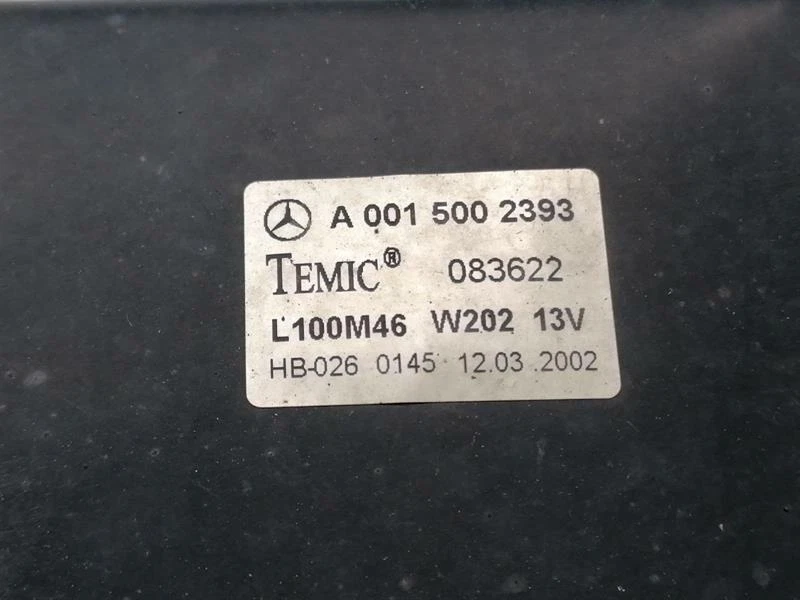 A 001 500 2393
TEMIC® 083622
L100M46 W202 13V
HB-026 0145 12.03 .2002